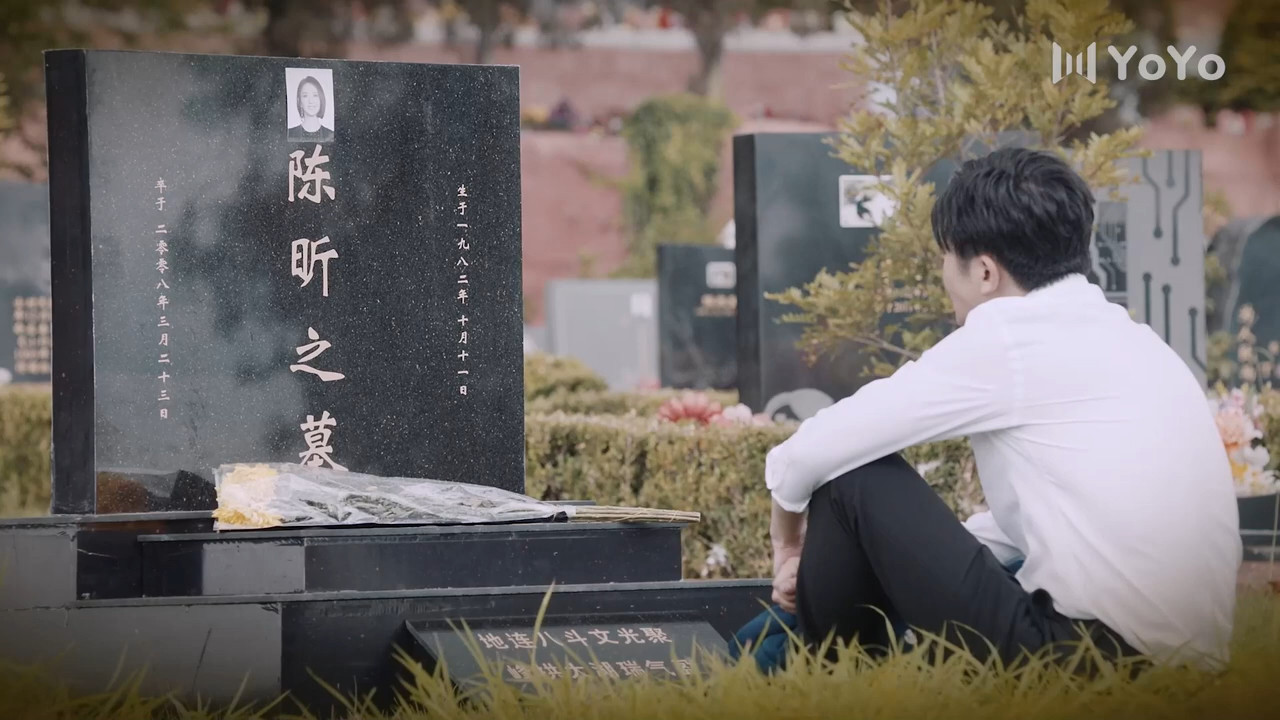 YoYo
陈昕之墓
生于一九八二年十月十一日
卒于 二零零八年三月二十三日
地连八斗文光聚